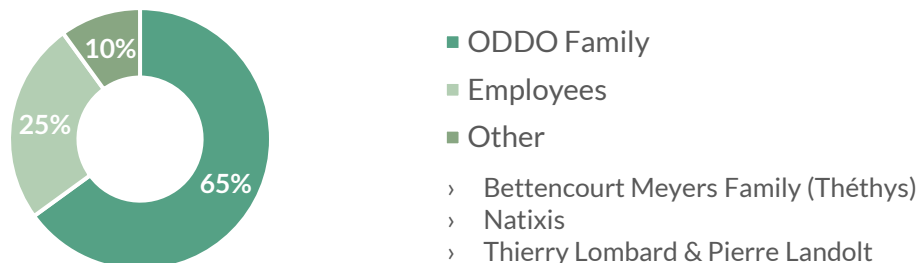 10%
25%
65%
ODDO Family
Employees
Other
› Bettencourt Meyers Family (Théthys)
› Natixis
› Thierry Lombard & Pierre Landolt